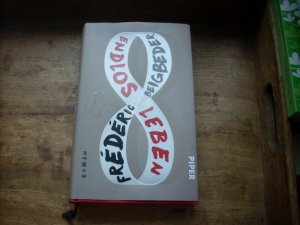 FRÉDÉRIC
BEIGBEDER
ENDLOS
LEBEN
ROMAN
PIPER